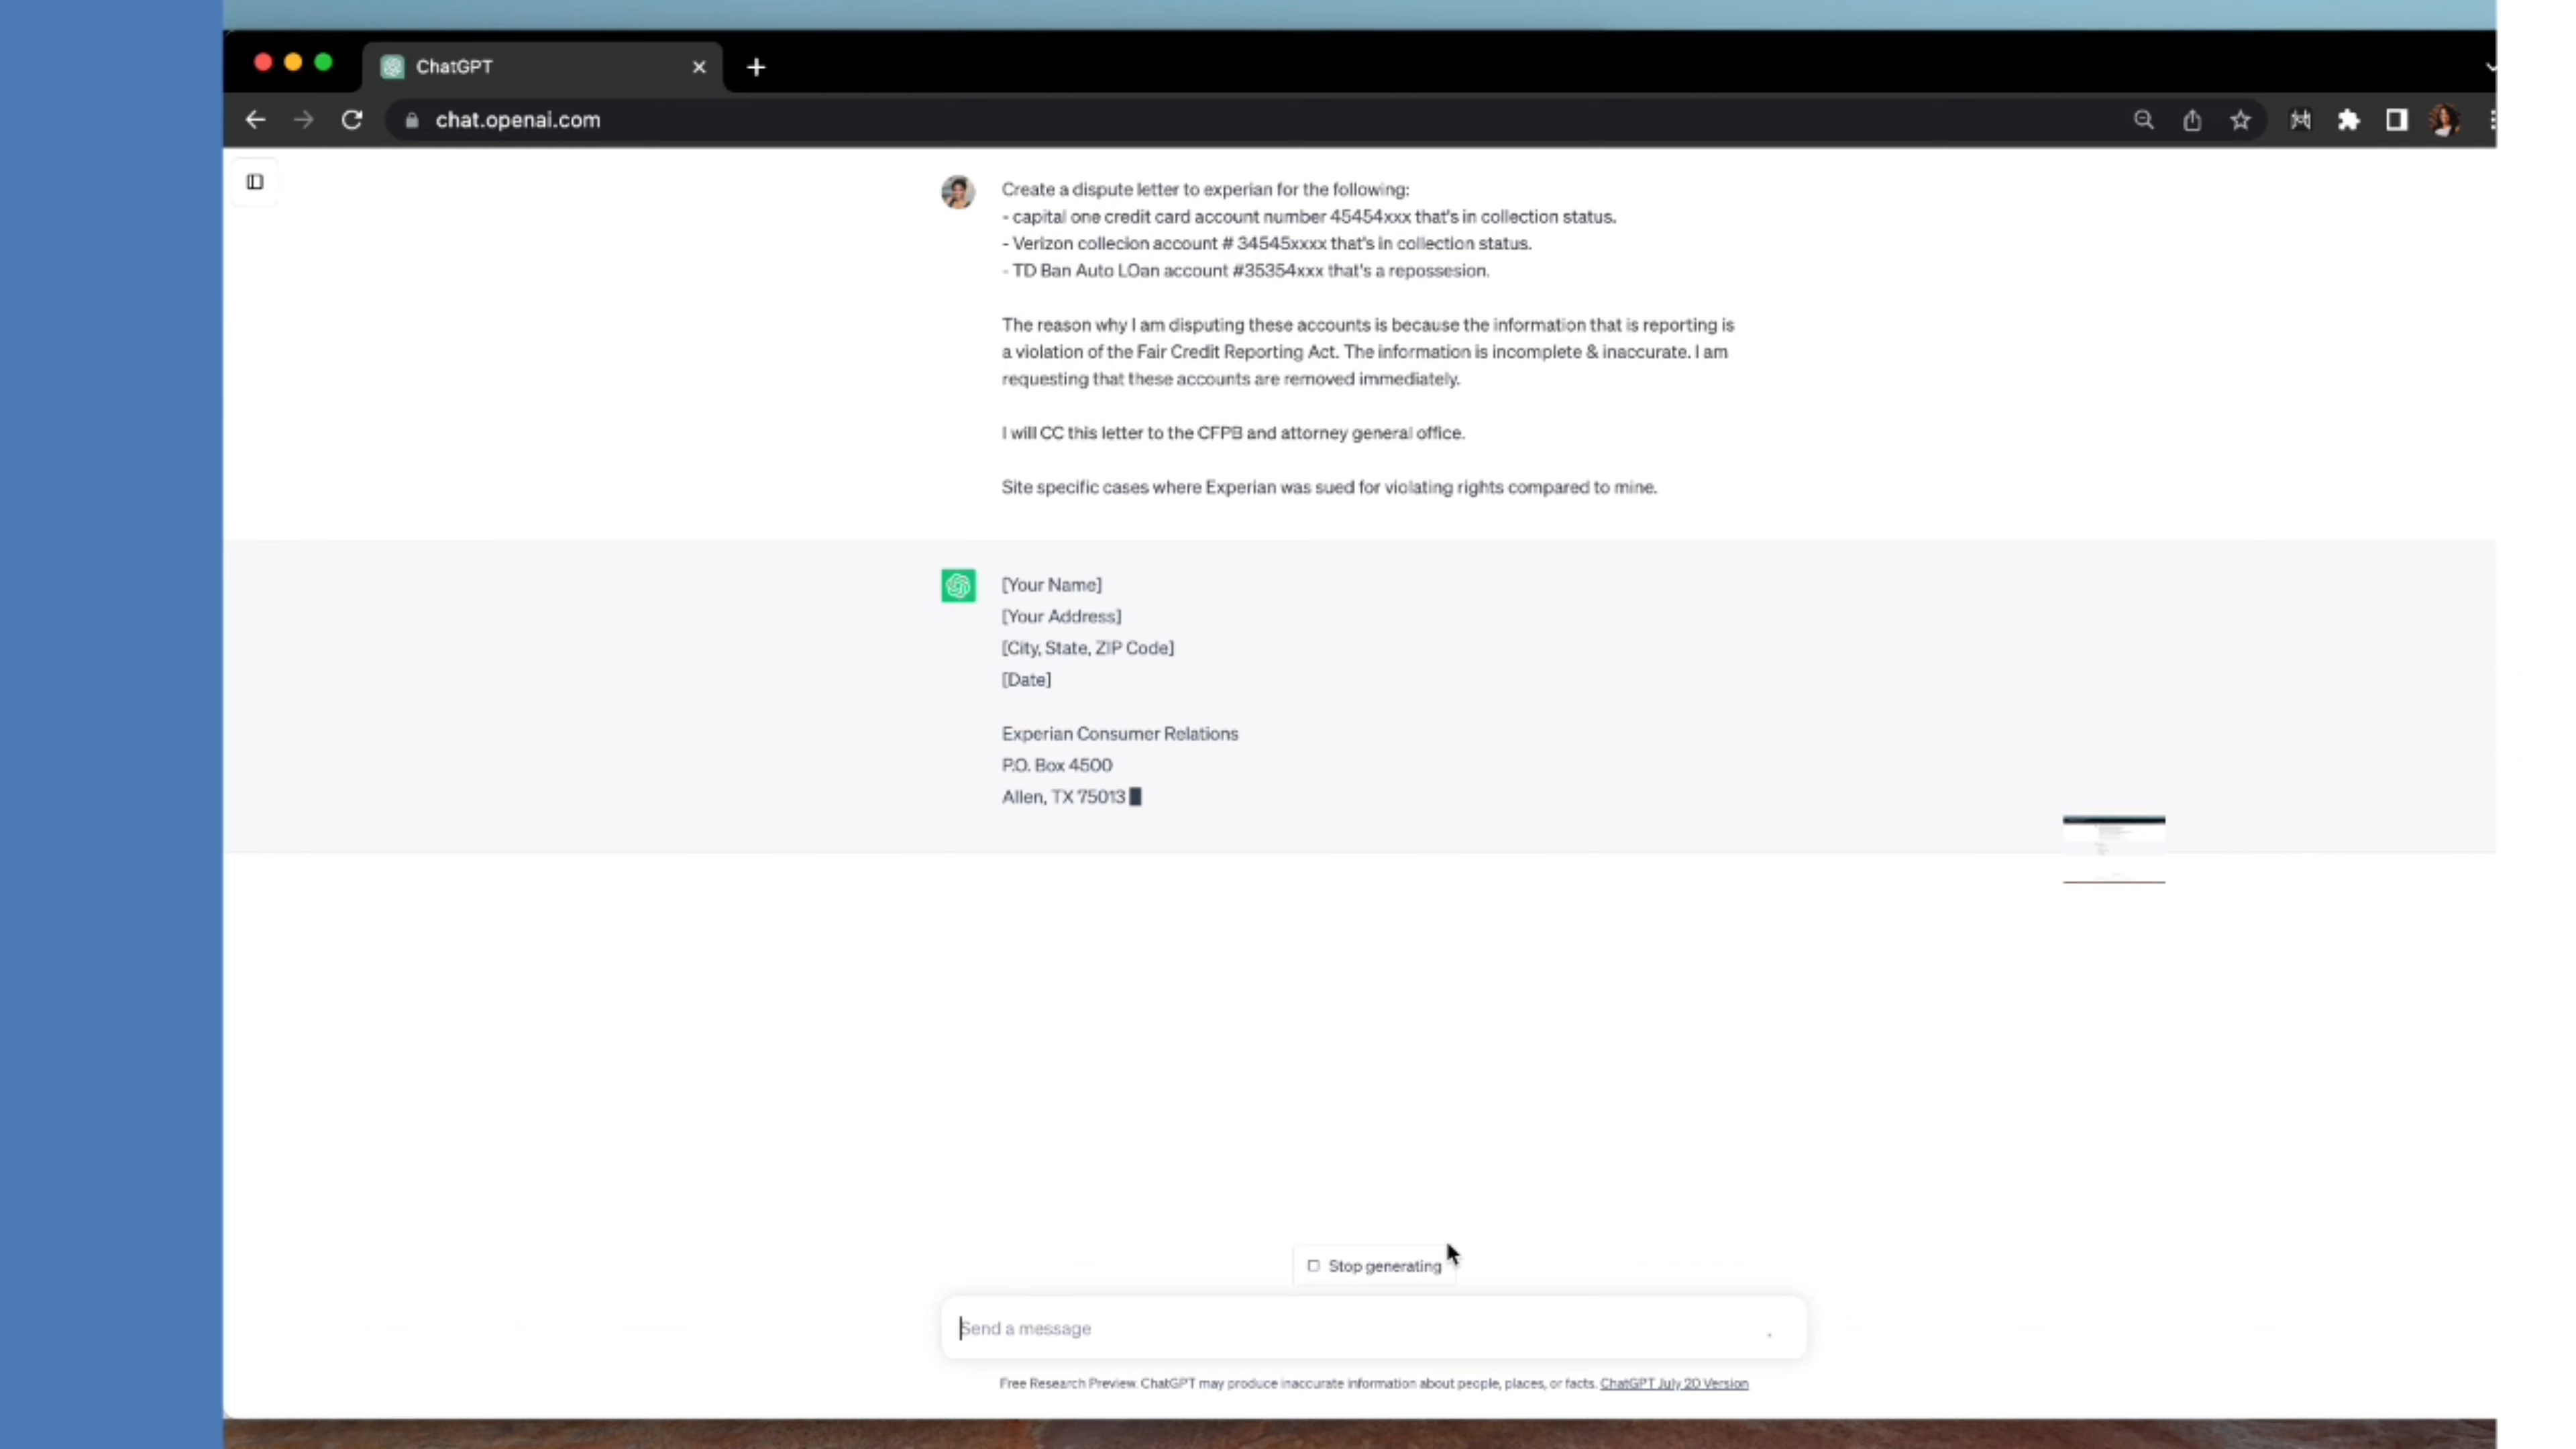 ChatGPT
chat.openai.com
Create a dispute letter to experian for the following:
- capital one credit card account number 45454xxx that's in collection status.
- Verizon collecion account # 34545xxxx that's in collection status.
- TD Ban Auto LOan account #35354xxx that's a repossesion.
The reason why I am disputing these accounts is because the information that is reporting is
a violation of the Fair Credit Reporting Act. The information is incomplete & inaccurate. I am
requesting that these accounts are removed immediately.
I will CC this letter to the CFPB and attorney general office.
Site specific cases where Experian was sued for violating rights compared to mine.
[Your Name]
[Your Address]
[City, State, ZIP Code]
[Date]
Experian Consumer Relations
P.O. Box 4500
Allen, TX 75013
Stop generating
Send a message
Free Research Preview. ChatGPT may produce inaccurate information about people, places, or facts. ChatGPT July 20 Version